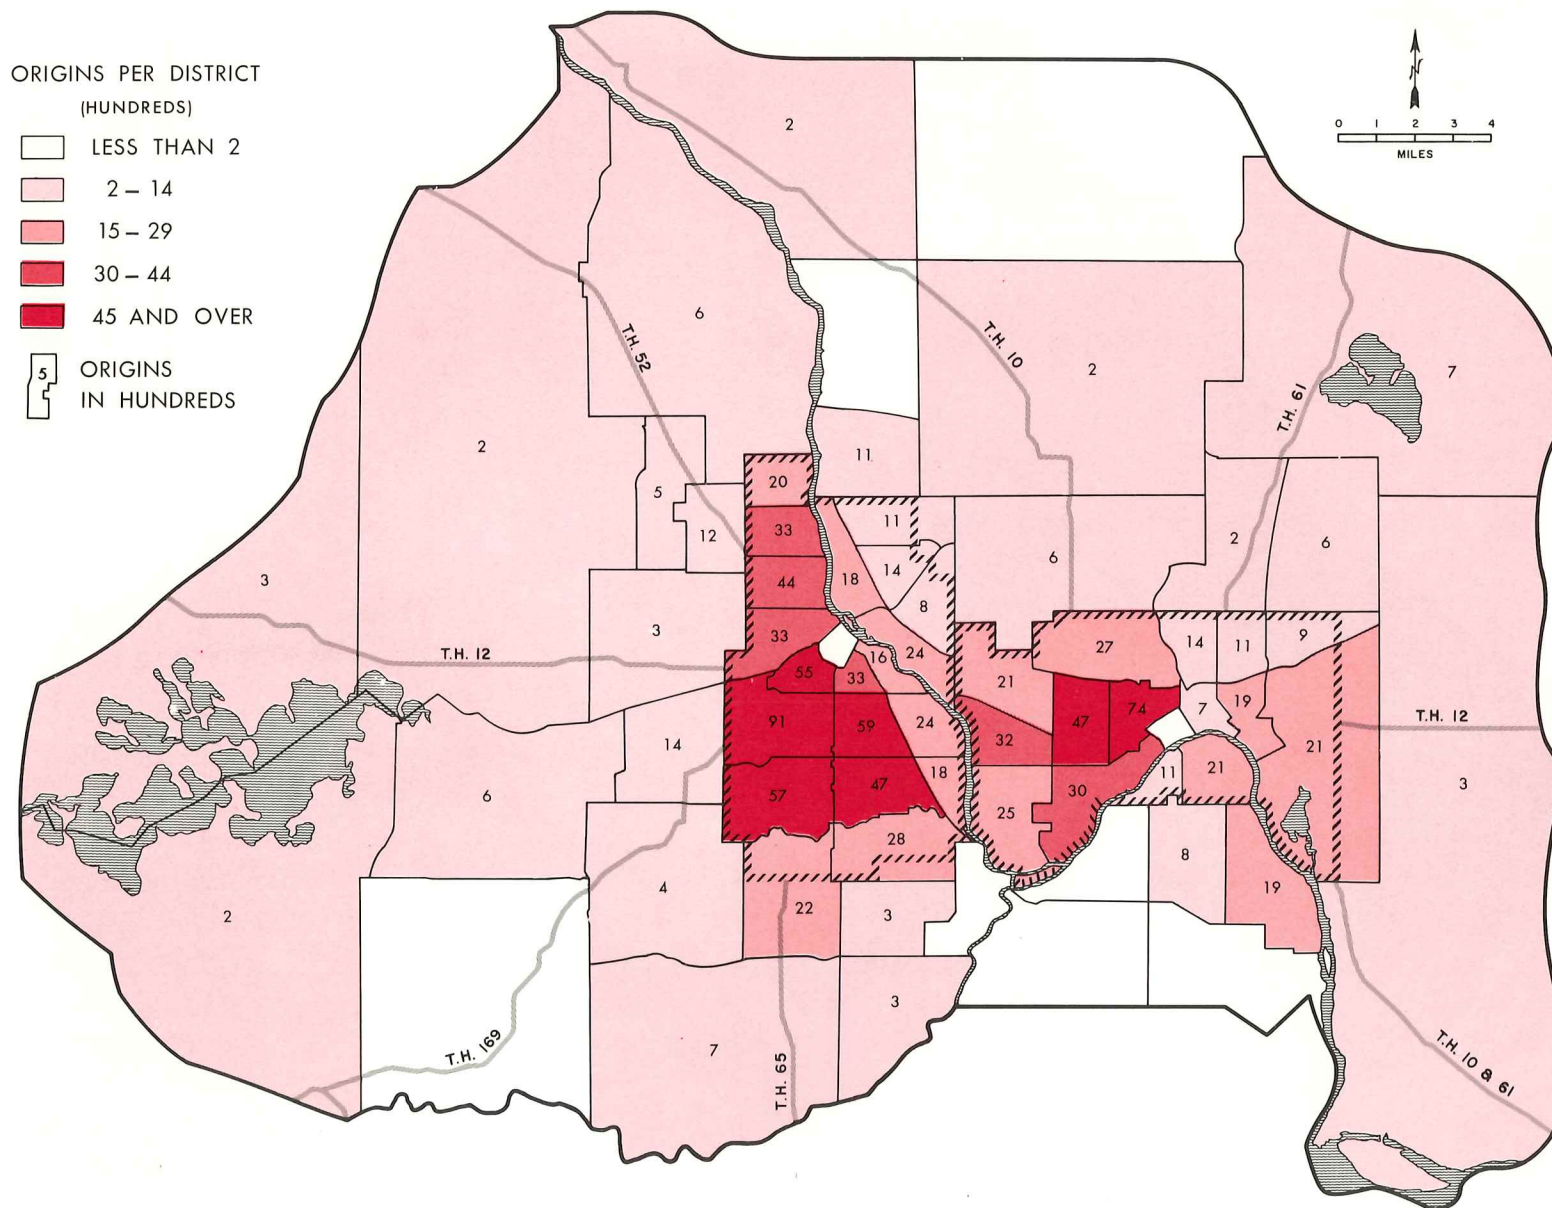 ORIGINS PER DISTRICT
(HUNDREDS)
LESS THAN 2
2 – 14
15 – 29
30 – 44
45 AND OVER
5
ORIGINS
IN HUNDREDS
N
0 1 2 3 4
MILES
2
6
T.H. 52
T.H. 10
2
7
T.H. 61
2
11
20
5
12
33
11
6
2
6
44
18
14
8
3
3
33
T.H. 12
16
24
27
14
11
9
55
33
21
91
59
24
47
74
7
19
T.H. 12
14
32
21
6
57
47
18
25
30
11
21
3
28
8
4
22
3
19
2
3
7
T.H. 169
T.H. 65
T.H. 10 & 61